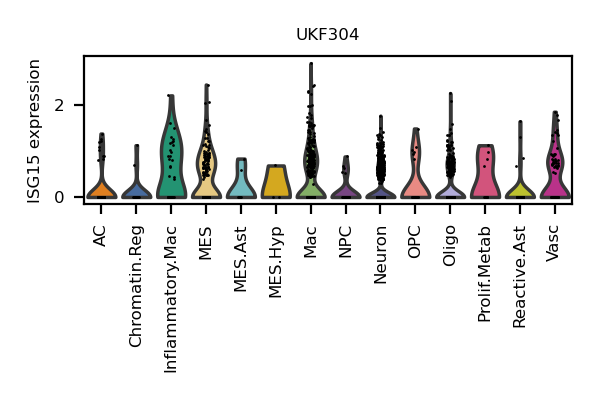 UKF304
ISG15 expression
2
0
AC
Chromatin.Reg
Inflammatory.Mac
MES
MES.Ast
MES.Hyp
Mac
NPC
Neuron
OPC
Oligo
Prolif.Metab
Reactive.Ast
Vasc